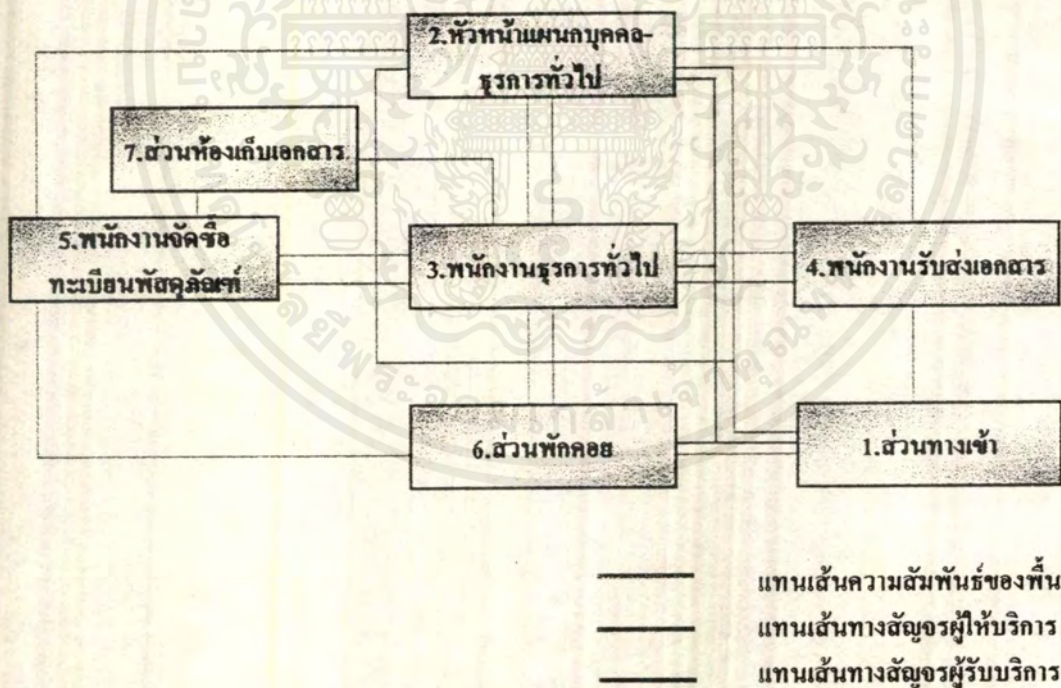 2.หัวหน้าแผนกบุคคล-
ธุรการทั่วไป
7.ส่วนห้องเก็บเอกสาร
5.พนักงานจัดซื้อ
ทะเบียนพัสดุภัณฑ์
3.พนักงานธุรการทั่วไป
4.พนักงานรับส่งเอกสาร
6.ส่วนพักคอย
1.ส่วนทางเข้า
แทนเส้นความสัมพันธ์ของพื้น
แทนเส้นทางสัญจรผู้ให้บริการ
แทนเส้นทางสัญจรผู้รับบริการ